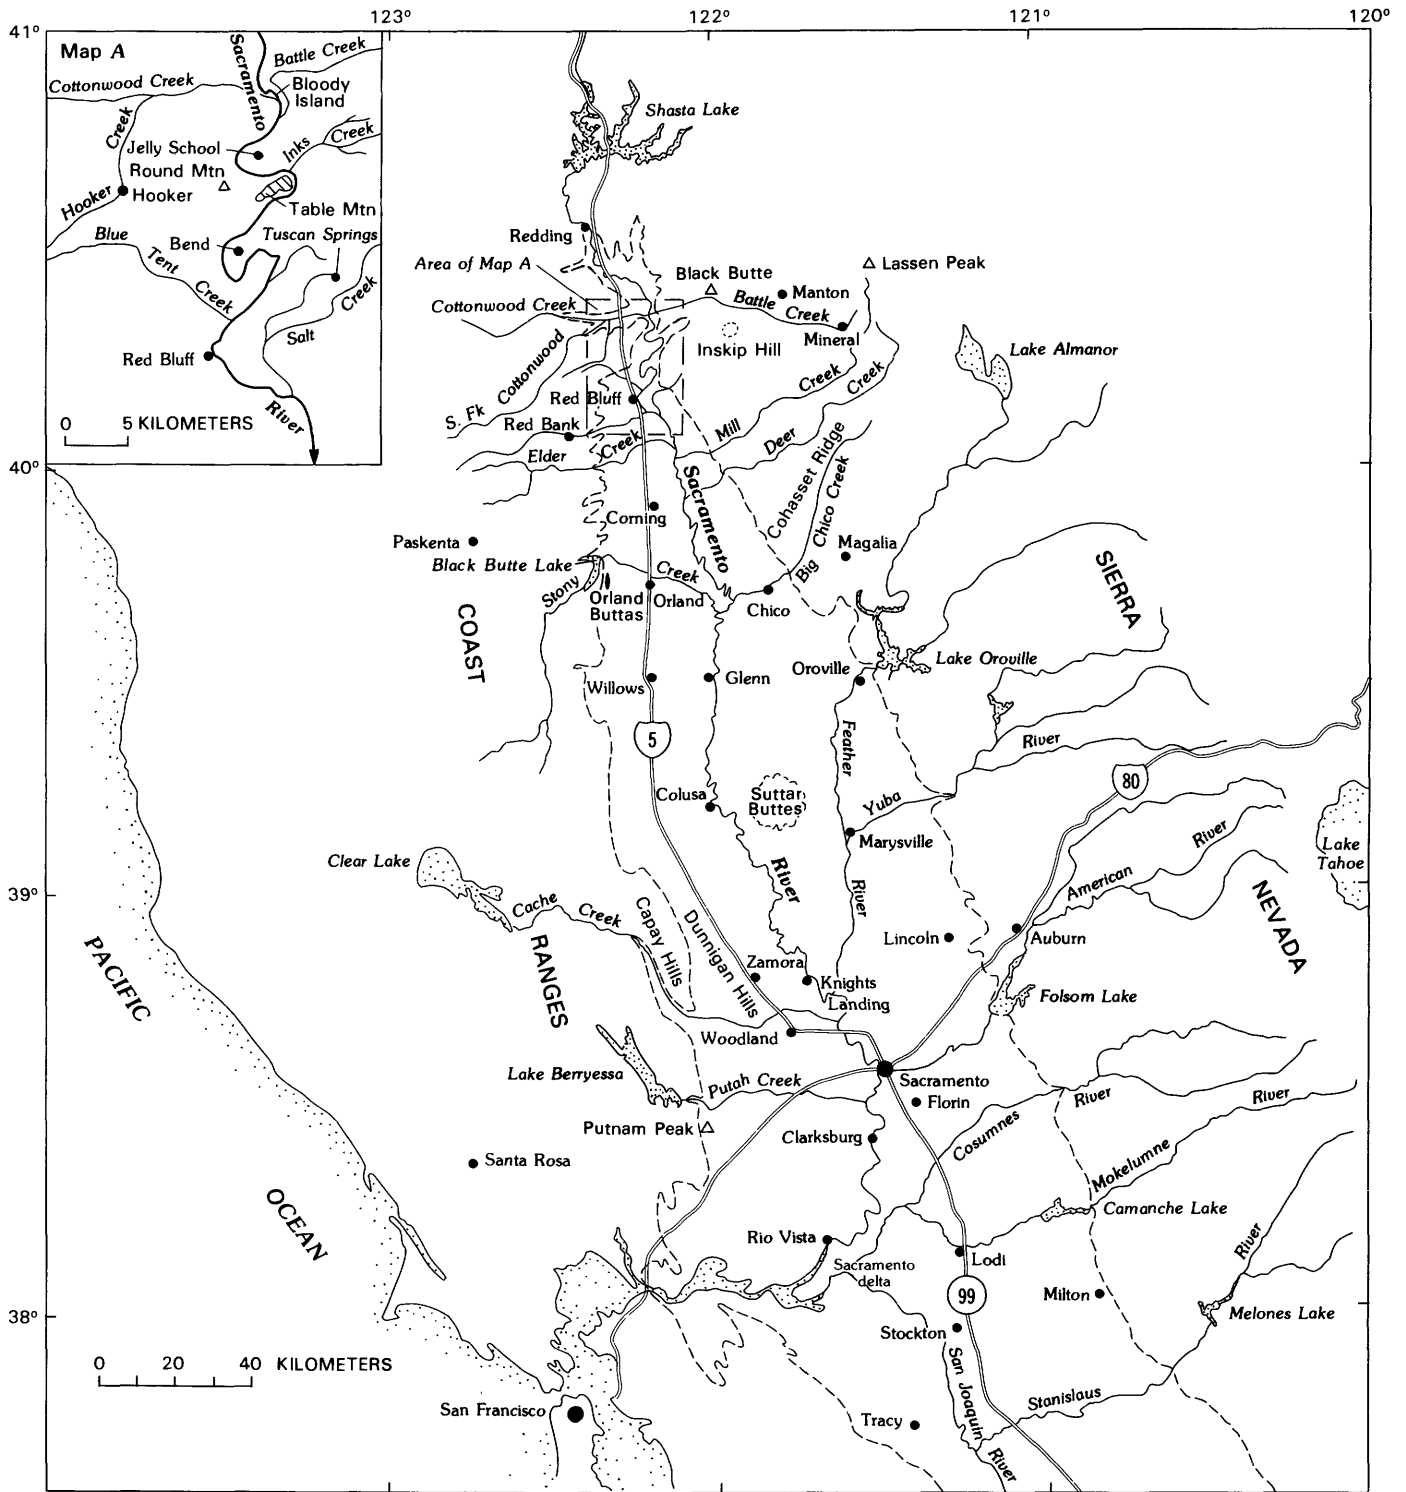 123°
122°
121°
120°
41°
Map A
Sacramento
Battle Creek
Cottonwood Creek
Bloody
Island
Creek
Inks
Creek
Jelly School
Round Mtn
Hooker
Hooker
Table Mtn
Blue
Tent
Creek
Bend
Tuscan Springs
Salt
Creek
Red Bluff
River
0 5 KILOMETERS
Shasta Lake
Redding
Area of Map A
Black Butte
Lassen Peak
Manton
Cottonwood Creek
Battle
Creek
Mineral
Inskip Hill
Lake Almanor
S. Fk Cottonwood
Creek
Creek
Red Bluff
Red Bank
Creek
Mill
Deer
Elder
40°
Sacramento
Cohasset Ridge
Big Chico Creek
Corning
Paskenta
Magalia
Black Butte Lake
Creek
Stony
Orland
Buttas
Orland
Chico
SIERRA
COAST
Oroville
Lake Oroville
Willows
Glenn
5
Feather
River
80
Colusa
Suttar
Buttes
Yuba
Marysville
River
Lake
Tahoe
Clear Lake
American
River
39°
Cache
Creek
Capay Hills
Dunnigan Hills
River
River
NEVADA
Lincoln
Auburn
PACIFIC
RANGES
Zamora
Knights
Landing
Folsom Lake
Woodland
Lake Berryessa
Putah Creek
Sacramento
Florin
River
River
Putnam Peak
Clarksburg
Cosumnes
Santa Rosa
Mokelumne
OCEAN
Camanche Lake
Rio Vista
Sacramento
delta
Lodi
River
99
Milton
38°
Stockton
Melones Lake
0 20 40 KILOMETERS
San Joaquin
River
Stanislaus
San Francisco
Tracy